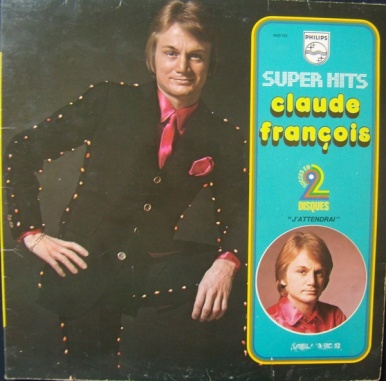 PHILIPS
SUPER HITS
claude
françois
2
DISQUES
"J'ATTENDRAI"